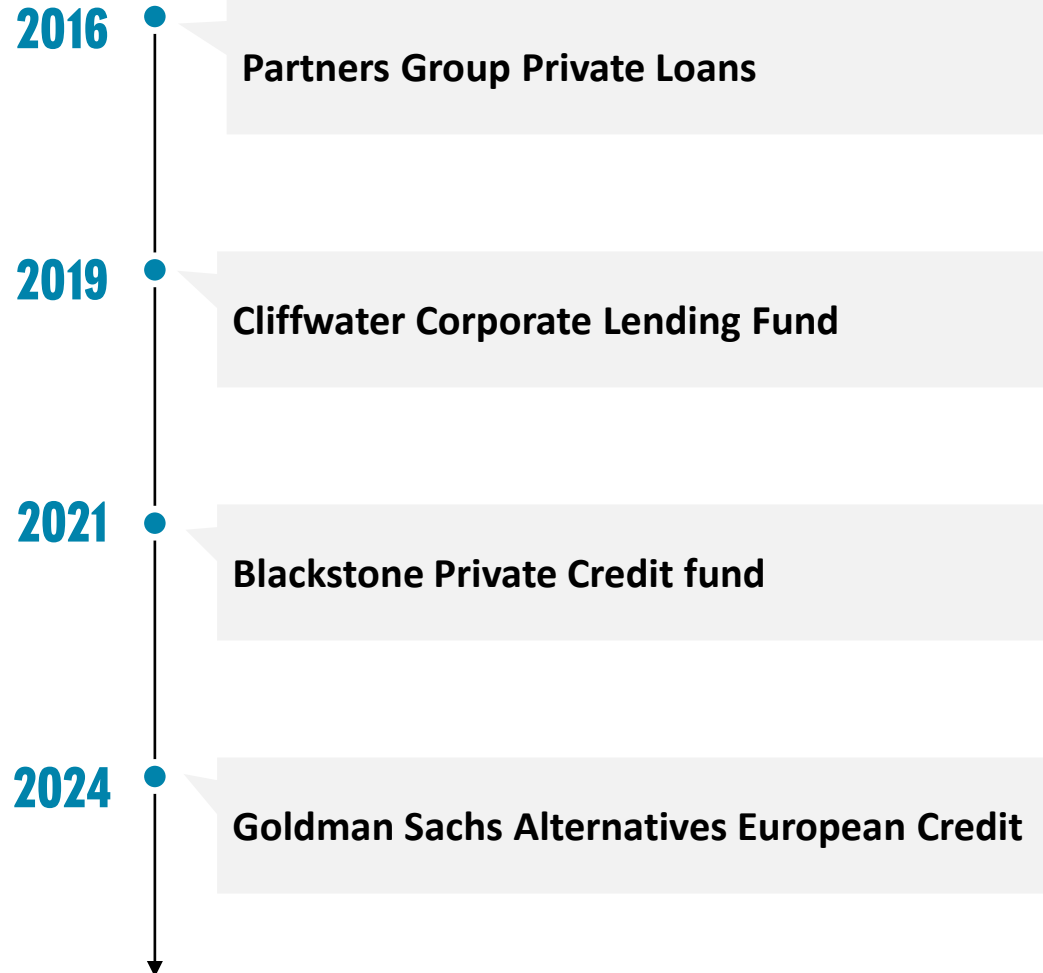 2016
Partners Group Private Loans
2019
Cliffwater Corporate Lending Fund
2021
Blackstone Private Credit fund
2024
Goldman Sachs Alternatives European Credit